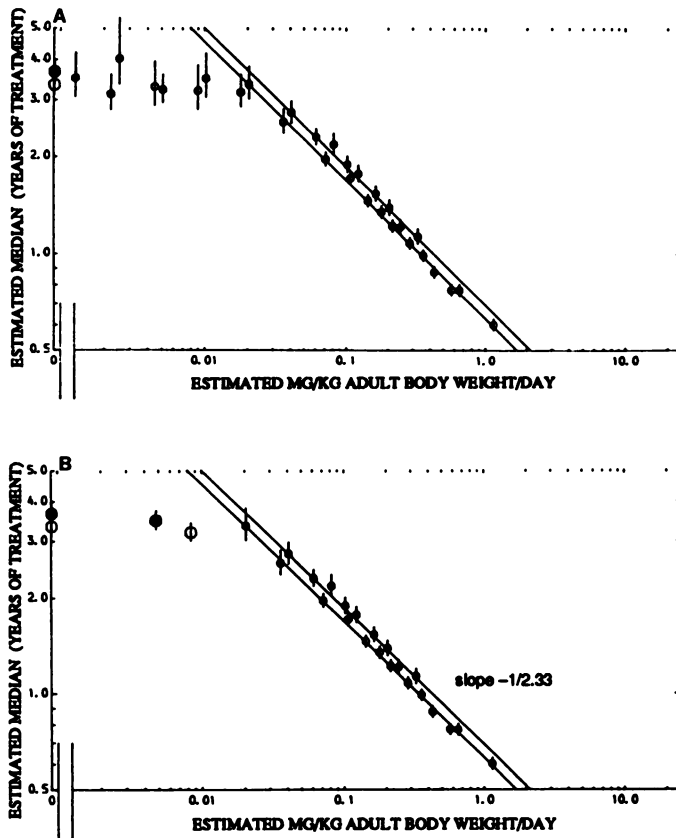 A
ESTIMATED MEDIAN (YEARS OF TREATMENT)
5.0
4.0
3.0
2.0
1.0
0.5
0 0.01 0.1 1.0 10.0
ESTIMATED MG/KG ADULT BODY WEIGHT/DAY
B
ESTIMATED MEDIAN (YEARS OF TREATMENT)
5.0
4.0
3.0
2.0
1.0
0.5
slope -1/2.33
0 0.01 0.1 1.0 10.0
ESTIMATED MG/KG ADULT BODY WEIGHT/DAY